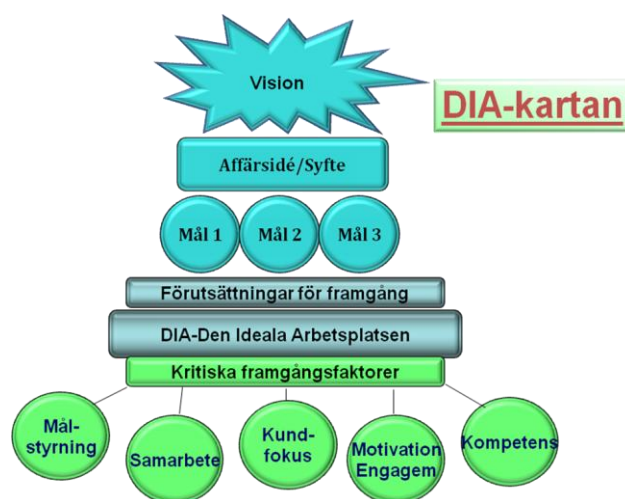 Vision
DIA-kartan
Affärsidé/Syfte
Mål 1 Mål 2 Mål 3
Förutsättningar för framgång
DIA-Den Ideala Arbetsplatsen
Kritiska framgångsfaktorer
Mål-
styrning
Samarbete
Kund-
fokus
Motivation
Engagem
Kompetens